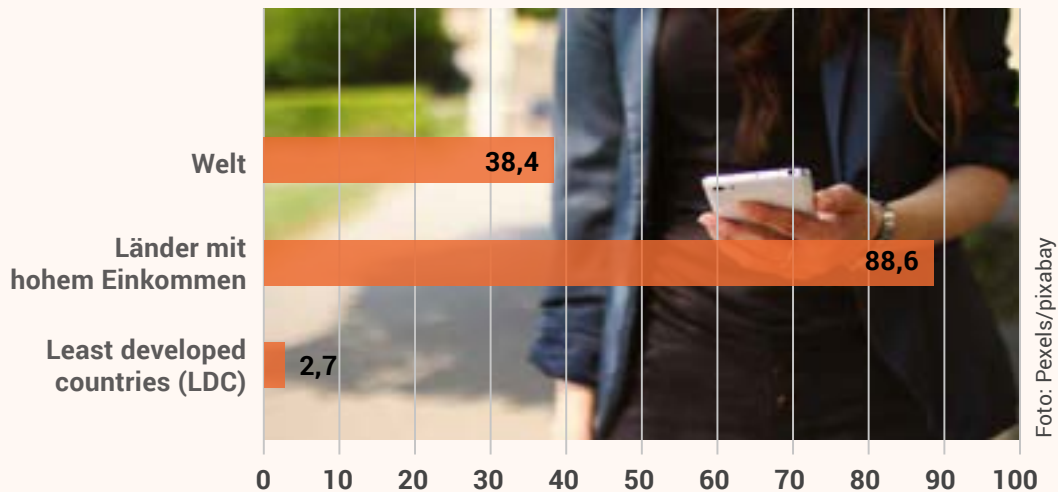 Welt
38,4
Länder mit
hohem Einkommen
88,6
Least developed
countries (LDC)
2,7
0 10 20 30 40 50 60 70 80 90 100
Foto: Pexels/pixabay